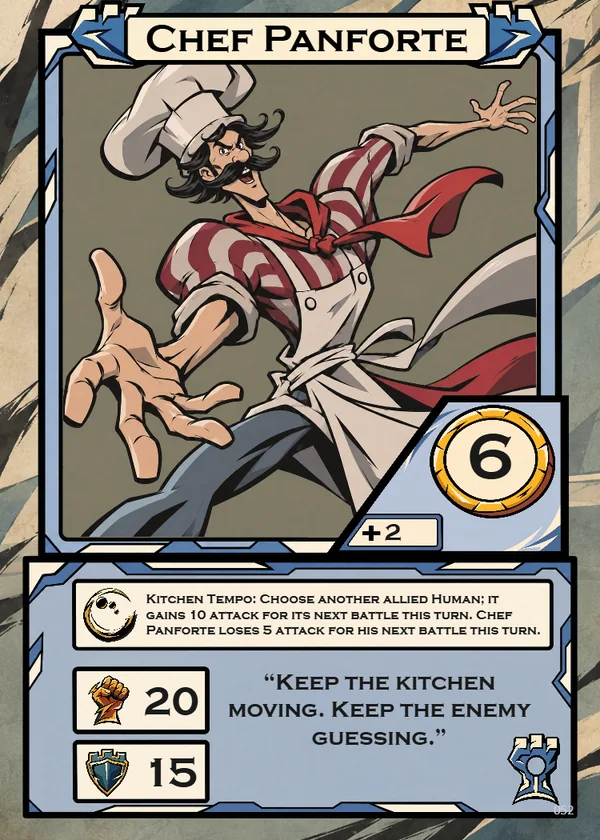 Chef Panforte
6
+2
Kitchen Tempo: Choose another allied Human; it
gains 10 attack for its next battle this turn. Chef
Panforte loses 5 attack for his next battle this turn.
20
15
“Keep the kitchen
moving. Keep the enemy
guessing.”
052